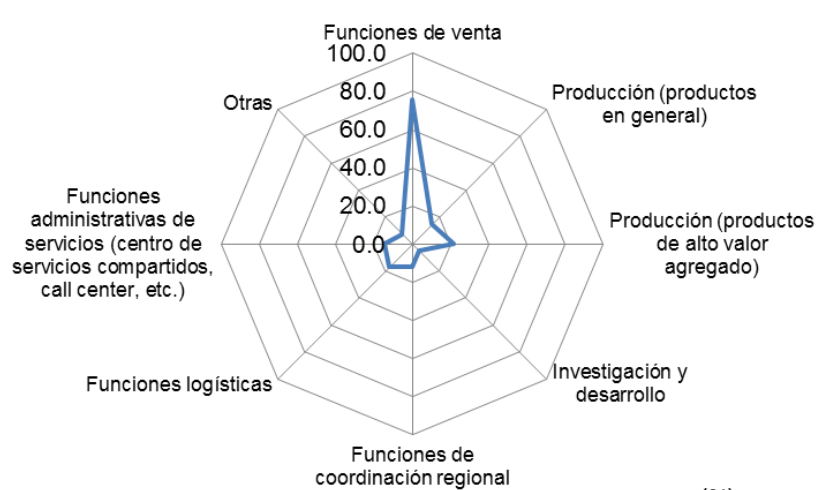 Funciones de venta
100.0
80.0
60.0
40.0
20.0
0.0
Producción (productos
en general)
Producción (productos
de alto valor
agregado)
Investigación y
desarrollo
Funciones de
coordinación regional
Funciones logísticas
Funciones
administrativas de
servicios (centro de
servicios compartidos,
call center, etc.)
Otras